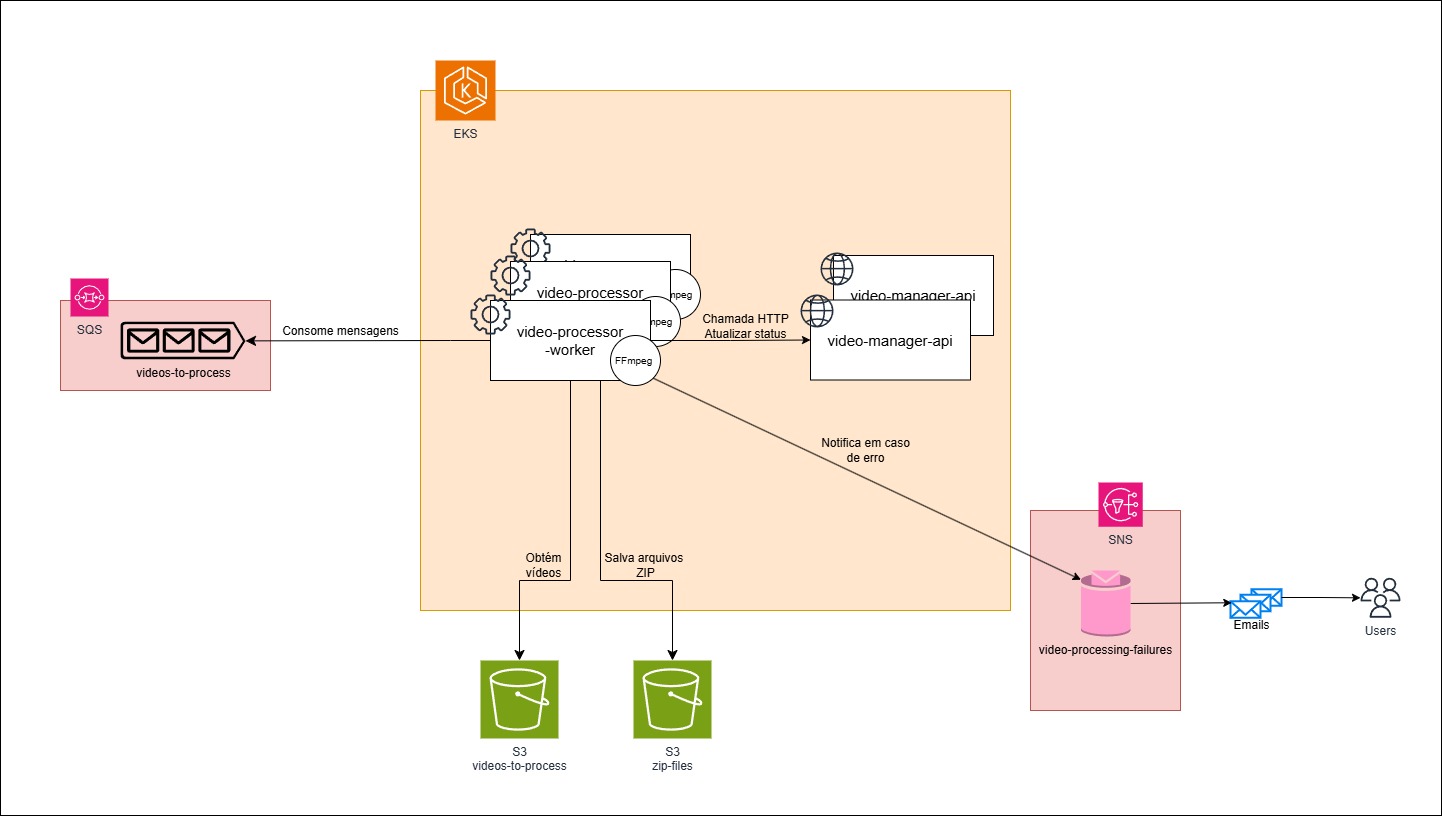 EKS
SQS
videos-to-process
Consome mensagens
video-processor
mpeg
mpeg
video-processor
-worker
FFmpeg
Chamada HTTP
Atualizar status
video-manager-api
video-manager-api
Notifica em caso
de erro
Obtém
vídeos
Salva arquivos
ZIP
SNS
video-processing-failures
Emails
Users
S3
videos-to-process
S3
zip-files